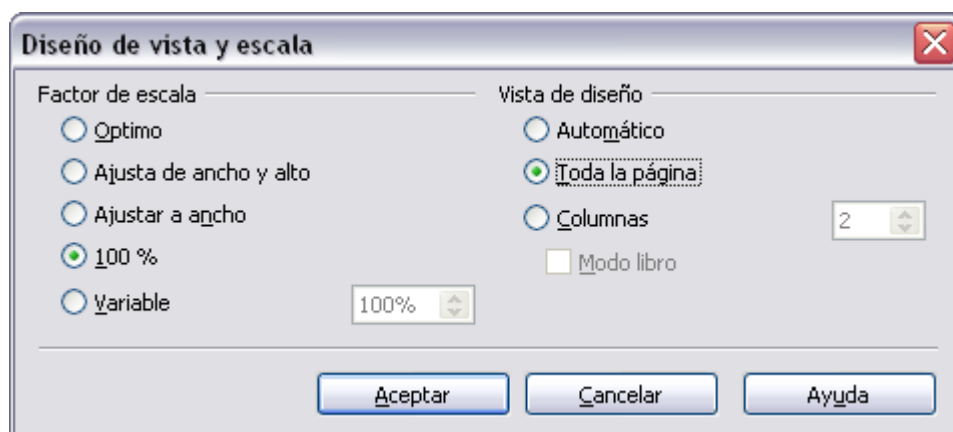 Diseño de vista y escala
Factor de escala
Optimo
Ajusta de ancho y alto
Ajustar a ancho
100 %
Variable
100%
Vista de diseño
Automático
Toda la página
Columnas
2
Modo libro
Aceptar
Cancelar
Ayuda